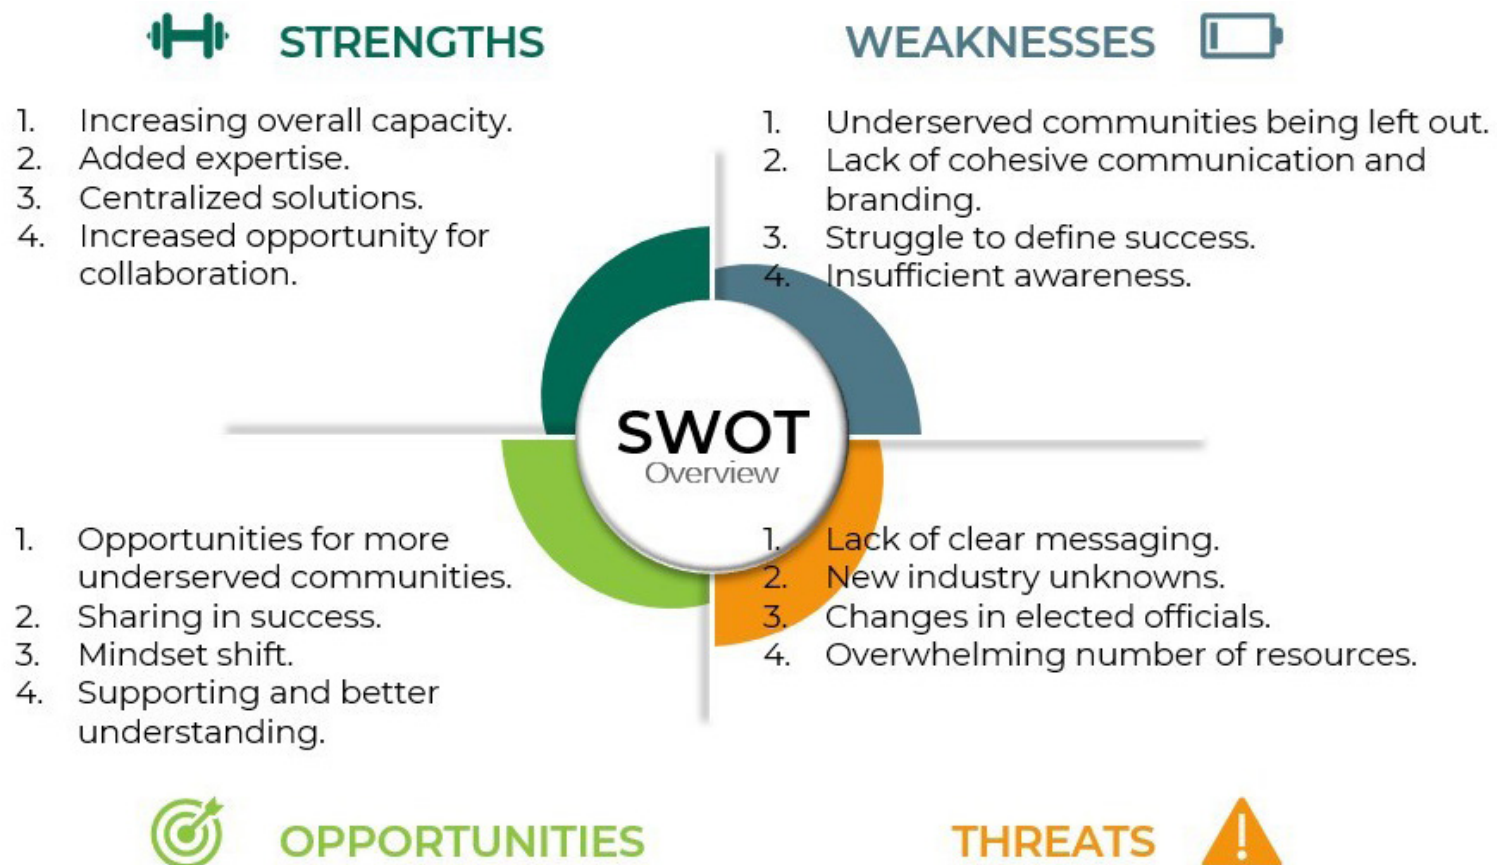 STRENGTHS
1. Increasing overall capacity.
2. Added expertise.
3. Centralized solutions.
4. Increased opportunity for
collaboration.
WEAKNESSES
1. Underserved communities being left out.
2. Lack of cohesive communication and
branding.
3. Struggle to define success.
4. Insufficient awareness.
SWOT
Overview
1. Opportunities for more
underserved communities.
2. Sharing in success.
3. Mindset shift.
4. Supporting and better
understanding.
OPPORTUNITIES
1. Lack of clear messaging.
2. New industry unknowns.
3. Changes in elected officials.
4. Overwhelming number of resources.
THREATS